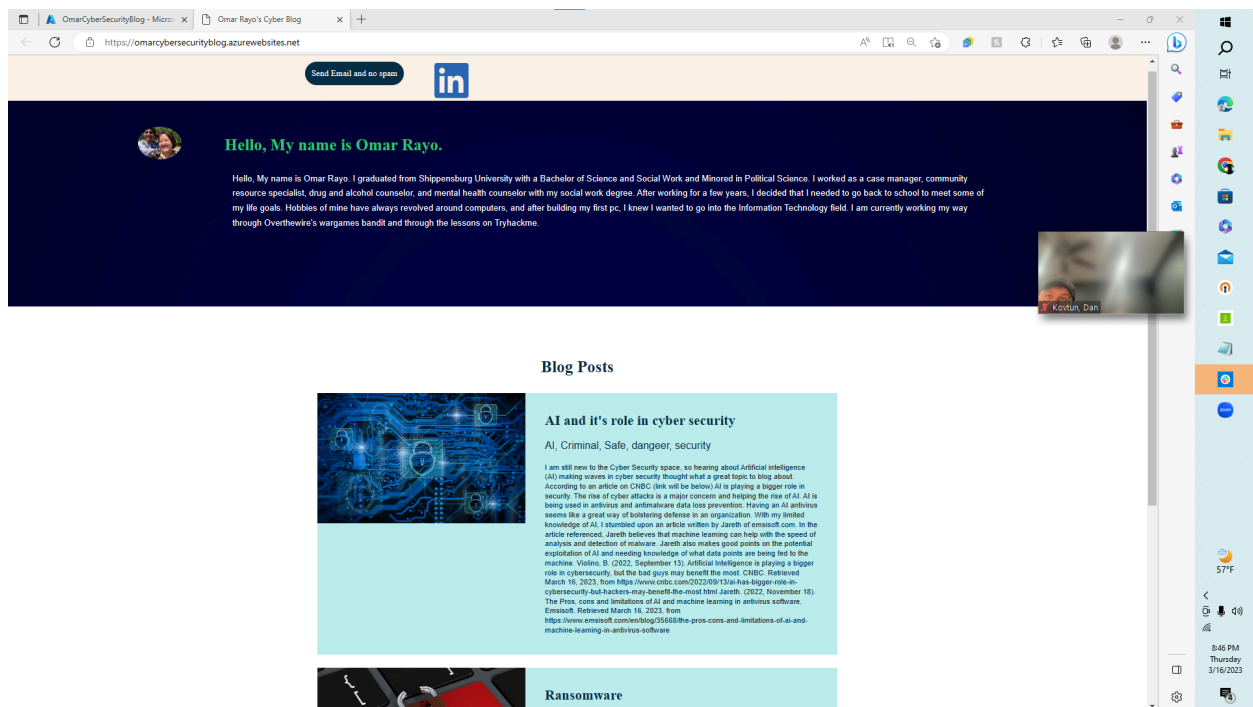 OmarCyberSecurityBlog - Micros
Omar Rayo's Cyber Blog
https://omarcybersecurityblog.azurewebsites.net
Send Email and no spam
in
Hello, My name is Omar Rayo.
Hello, My name is Omar Rayo. I graduated from Shippensburg University with a Bachelor of Science and Social Work and Minored in Political Science. I worked as a case manager, community
resource specialist, drug and alcohol counselor, and mental health counselor with my social work degree. After working for a few years, I decided that I needed to go back to school to meet some of
my life goals. Hobbies of mine have always revolved around computers, and after building my first pc, I knew I wanted to go into the Information Technology field. I am currently working my way
through Overthewire's wargames bandit and through the lessons on Tryhackme.
Kovtun, Dan
Blog Posts
AI and it's role in cyber security
AI, Criminal, Safe, dangeer, security
I am still new to the Cyber Security space, so hearing about Artificial intelligence
(AI) making waves in cyber security thought what a great topic to blog about.
According to an article on CNBC (link will be below) AI is playing a bigger role in
security. The rise of cyber attacks is a major concern and helping the rise of AI. AI is
being used in antivirus and antimalware data loss prevention. Having an AI antivirus
seems like a great way of bolstering defense in an organization. With my limited
knowledge of AI, I stumbled upon an article written by Jareth of emsisoft.com. In the
article referenced, Jareth believes that machine learning can help with the speed of
analysis and detection of malware. Jareth also makes good points on the potential
exploitation of AI and needing knowledge of what data points are being fed to the
machine. Violino, B. (2022, September 13). Artificial Intelligence is playing a bigger
role in cybersecurity, but the bad guys may benefit the most. CNBC. Retrieved
March 16, 2023, from https://www.cnbc.com/2022/09/13/ai-has-bigger-role-in-
cybersecurity-but-hackers-may-benefit-the-most.html Jareth. (2022, November 18).
The Pros, cons and limitations of AI and machine learning in antivirus software.
Emsisoft. Retrieved March 16, 2023, from
https://www.emsisoft.com/en/blog/35668/the-pros-cons-and-limitations-of-ai-and-
machine-learning-in-antivirus-software
Ransomware
zoom
57°F
8:46 PM
Thursday
3/16/2023
4